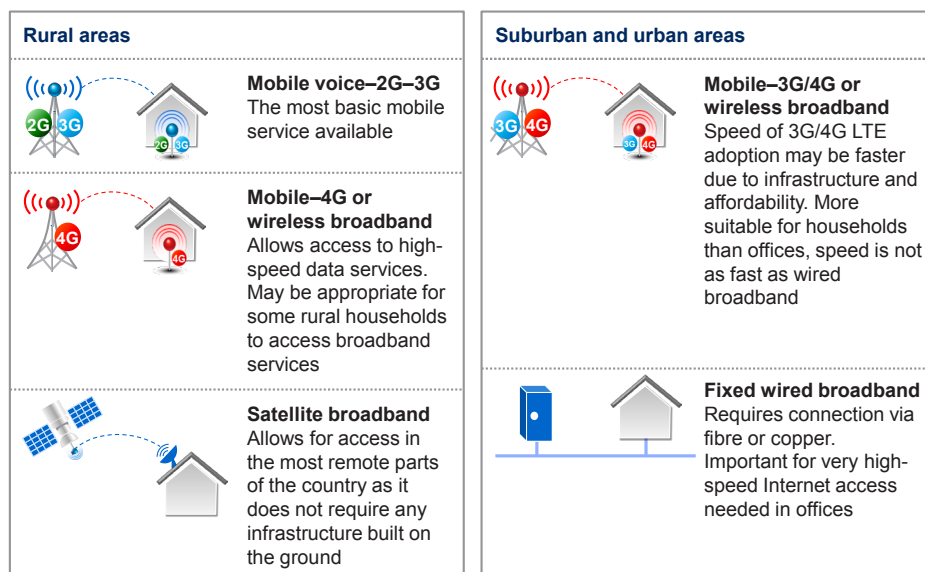 Rural areas
Mobile voice–2G–3G
The most basic mobile
service available
2G
3G
2G
3G
Mobile–4G or
wireless broadband
Allows access to high-
speed data services.
May be appropriate for
some rural households
to access broadband
services
4G
4G
Satellite broadband
Allows for access in
the most remote parts
of the country as it
does not require any
infrastructure built on
the ground
Suburban and urban areas
Mobile–3G/4G or
wireless broadband
Speed of 3G/4G LTE
adoption may be faster
due to infrastructure and
affordability. More
suitable for households
than offices, speed is not
as fast as wired
broadband
3G
4G
3G
4G
Fixed wired broadband
Requires connection via
fibre or copper.
Important for very high-
speed Internet access
needed in offices